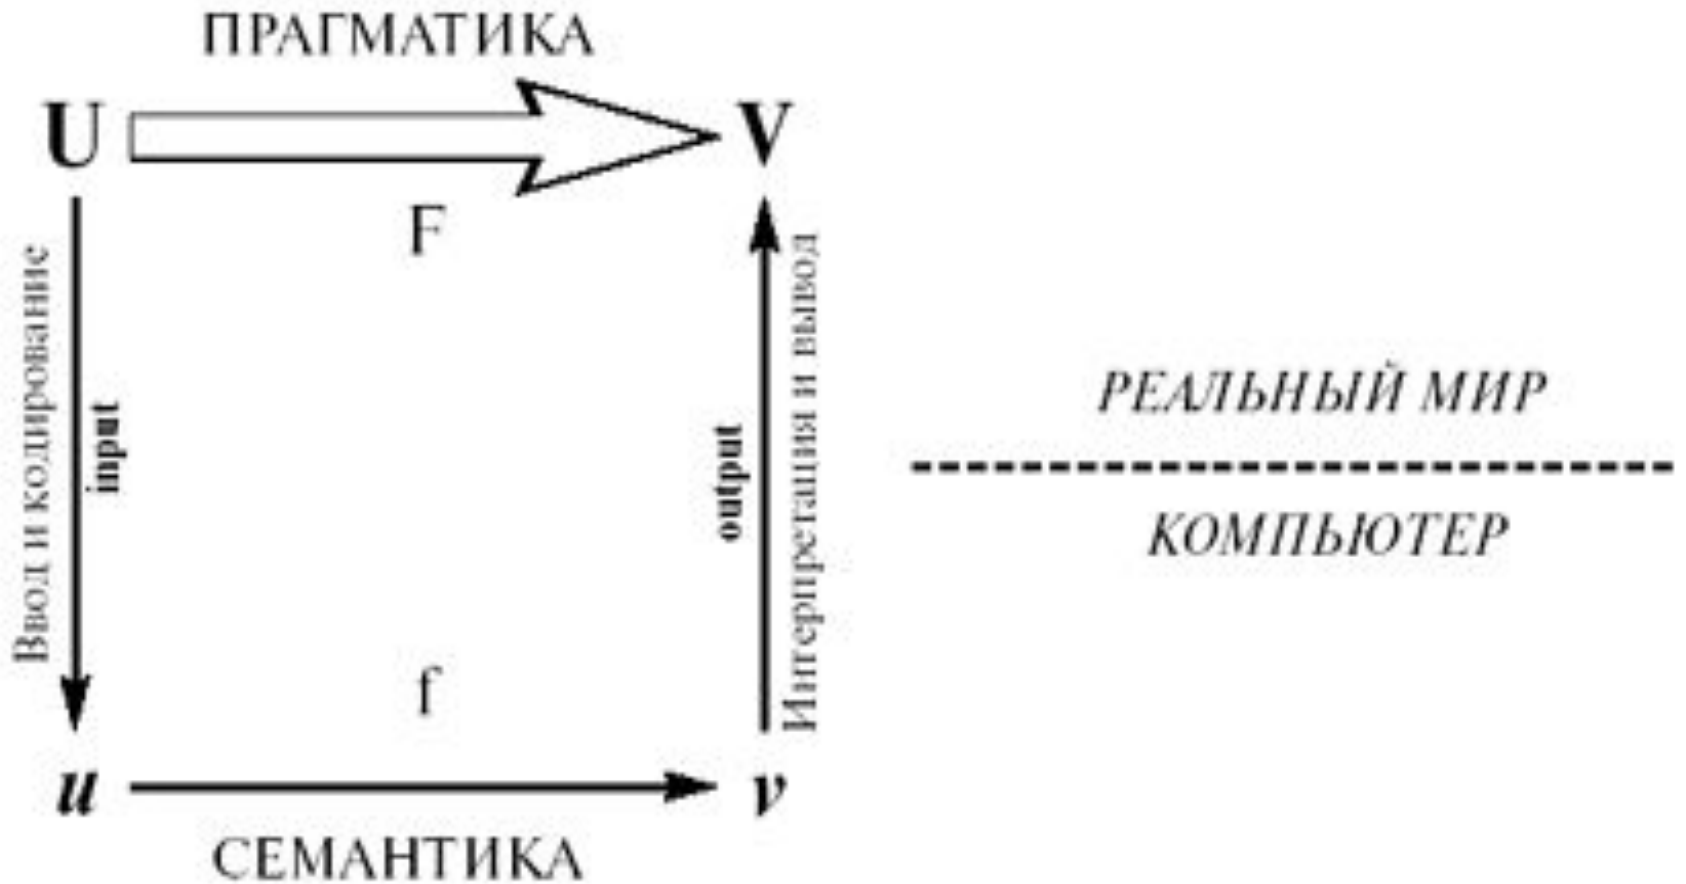 ПРАГМАТИКА
U
V
F
Ввод и кодирование
input
output
Интерпретация и вывод
РЕАЛЬНЫЙ МИР
КОМПЬЮТЕР
f
u
v
СЕМАНТИКА